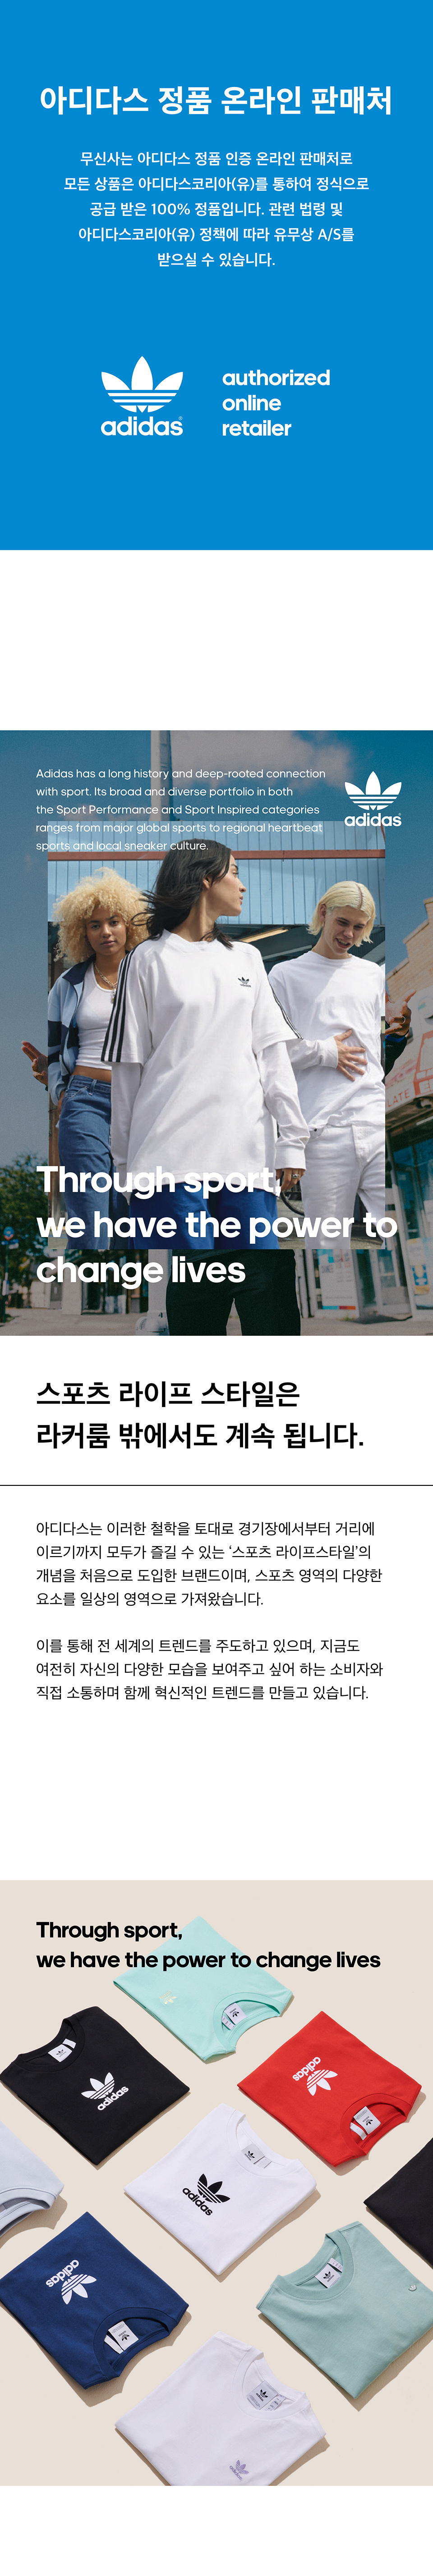 아디다스 정품 온라인 판매처
무신사는 아디다스 정품 인증 온라인 판매처로
모든 상품은 아디다스코리아(유)를 통하여 정식으로
공급 받은 100% 정품입니다. 관련 법령 및
아디다스코리아(유) 정책에 따라 유무상 A/S를
받으실 수 있습니다.
adidas
authorized
online
retailer
Adidas has a long history and deep-rooted connection
with sport. Its broad and diverse portfolio in both
the Sport Performance and Sport Inspired categories
ranges from major global sports to regional heartbeat
sports and local sneaker culture.
adidas
Through sport,
we have the power to
change lives
스포츠 라이프 스타일은
라커룸 밖에서도 계속 됩니다.
아디다스는 이러한 철학을 토대로 경기장에서부터 거리에
이르기까지 모두가 즐길 수 있는 ‘스포츠 라이프스타일’의
개념을 처음으로 도입한 브랜드이며, 스포츠 영역의 다양한
요소를 일상의 영역으로 가져왔습니다.
이를 통해 전 세계의 트렌드를 주도하고 있으며, 지금도
여전히 자신의 다양한 모습을 보여주고 싶어 하는 소비자와
직접 소통하며 함께 혁신적인 트렌드를 만들고 있습니다.
Through sport,
we have the power to change lives
adidas
adidas
adidas
adidas